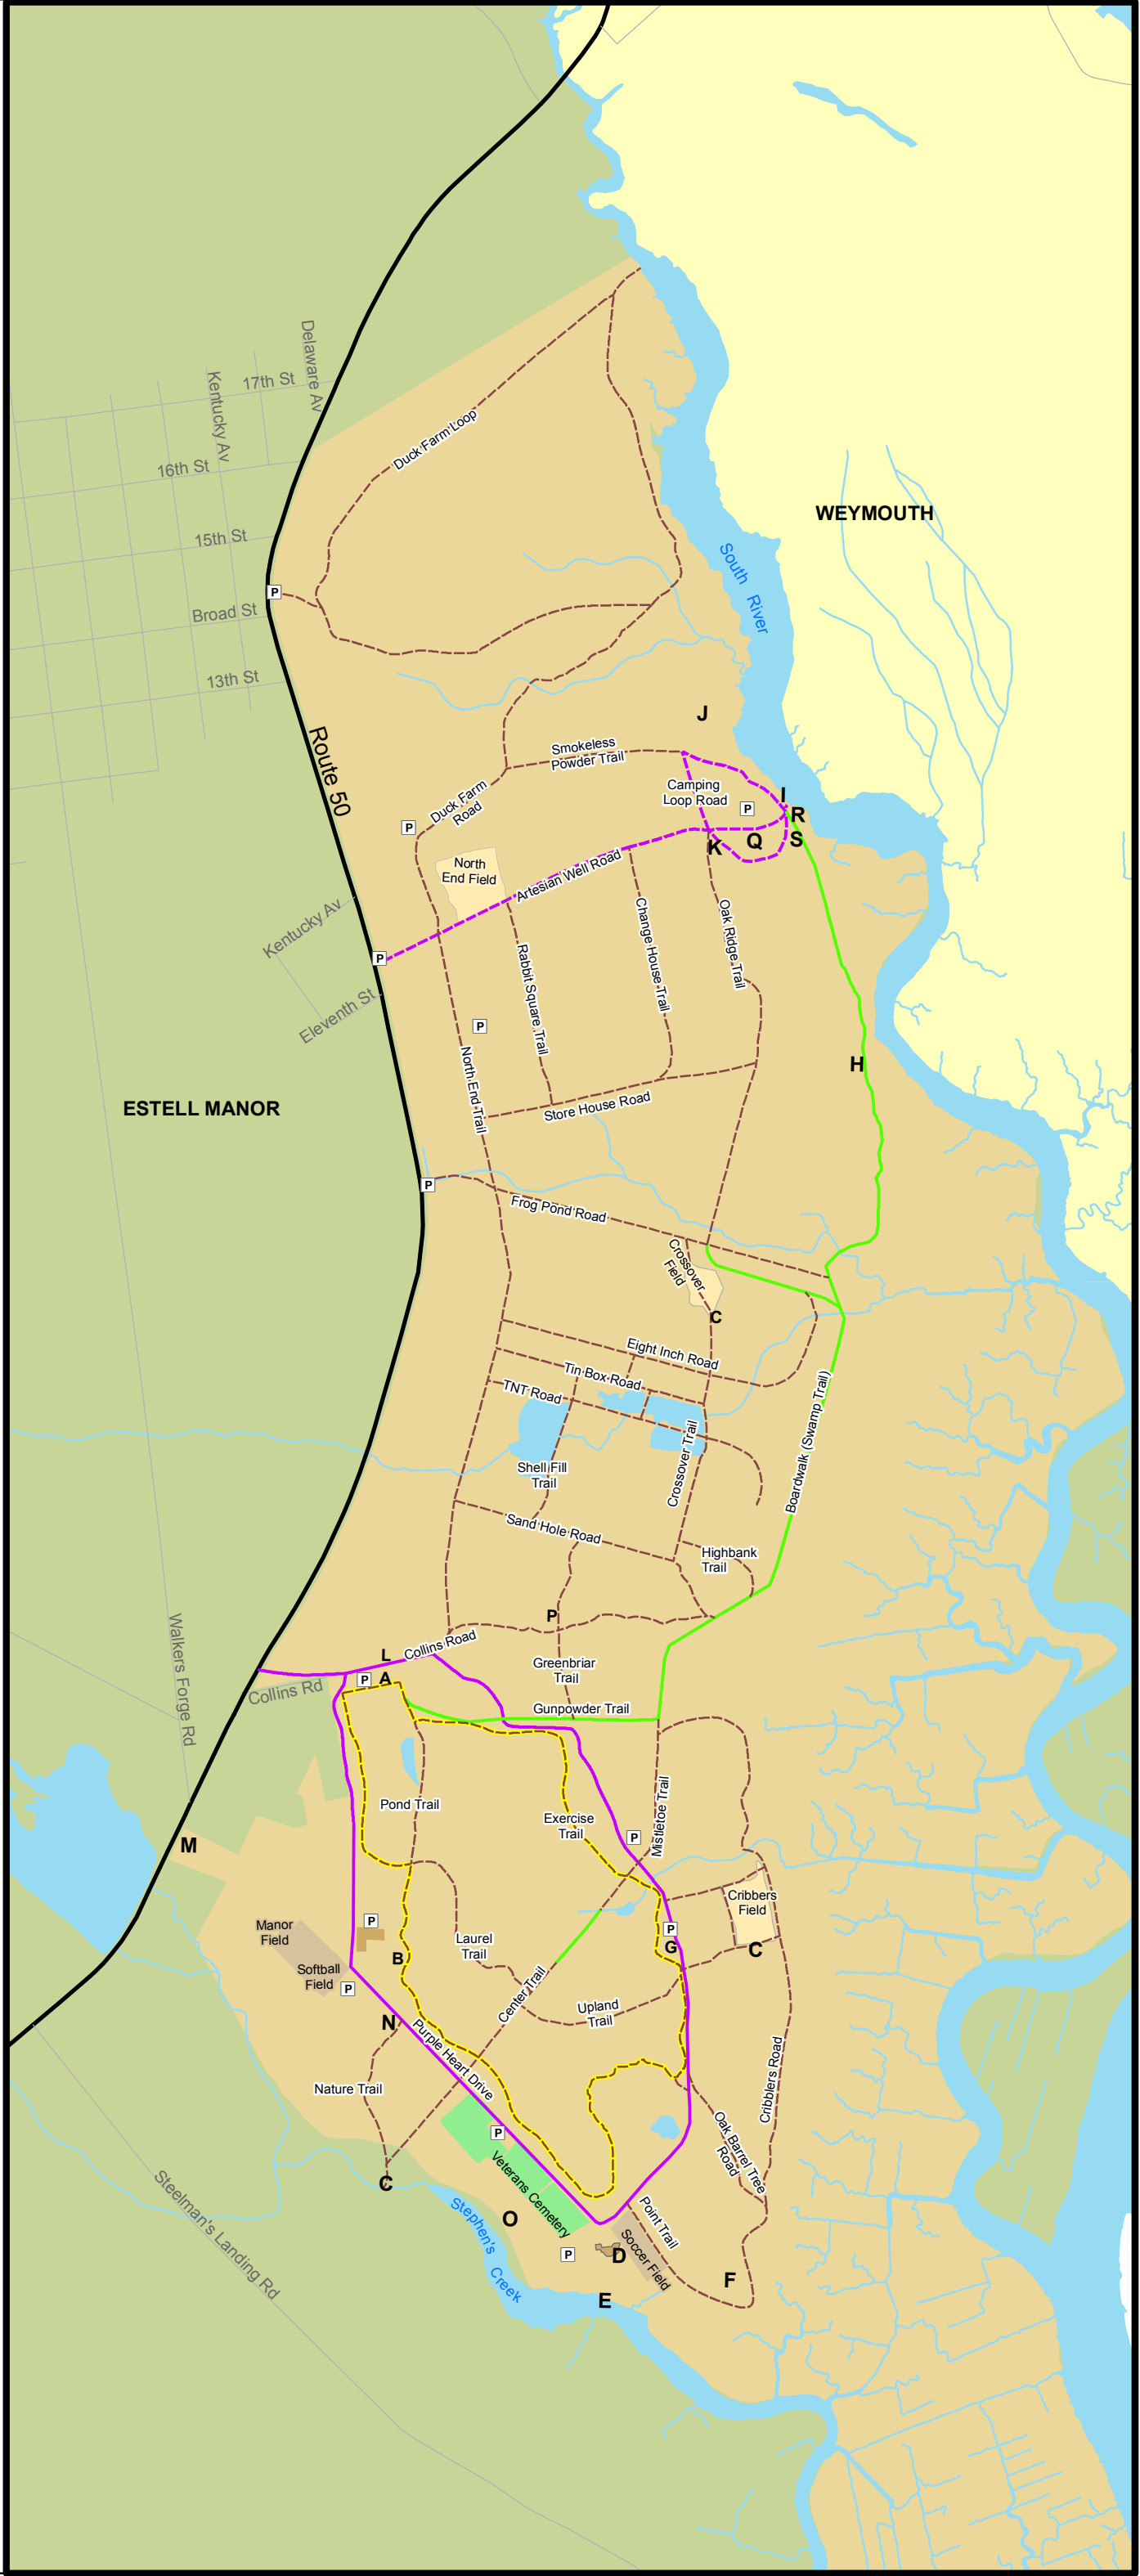 Delaware Av
17th St
Kentucky Av
16th St
15th St
Broad St
13th St
Duck Farm Loop
WEYMOUTH
South River
Route 50
P
J
Smokeless
Powder Trail
Camping
Loop Road
P
I
R
S
Q
K
Duck Farm
Road
P
North
End Field
Artesian Well Road
Kentucky Av
P
Eleventh St
Change House Trail
Oak Ridge Trail
Rabbit Square Trail
P
North End Trail
H
Store House Road
ESTELL MANOR
P
Frog Pond Road
Crossover
Field
C
Eight Inch Road
Tin Box Road
TNT Road
Boardwalk (Swamp Trail)
Crossover Trail
Shell Fill
Trail
Sand Hole Road
Highbank
Trail
P
Walkers Forge Rd
L
Collins Road
P
A
Collins Rd
Greenbriar
Trail
Gunpowder Trail
Pond Trail
Exercise
Trail
Mistletoe Trail
P
M
Cribbers
Field
Manor
Field
P
P
G
C
Laurel
Trail
B
Softball
Field
P
Center Trail
Upland
Trail
N
Purple Heart Drive
Nature Trail
Cribblers Road
Oak Barrel Tree
Road
P
C
Veterans Cemetery
Steelman's Landing Rd
Stephen's Creek
O
Point Trail
P
D
Soccer Field
F
E